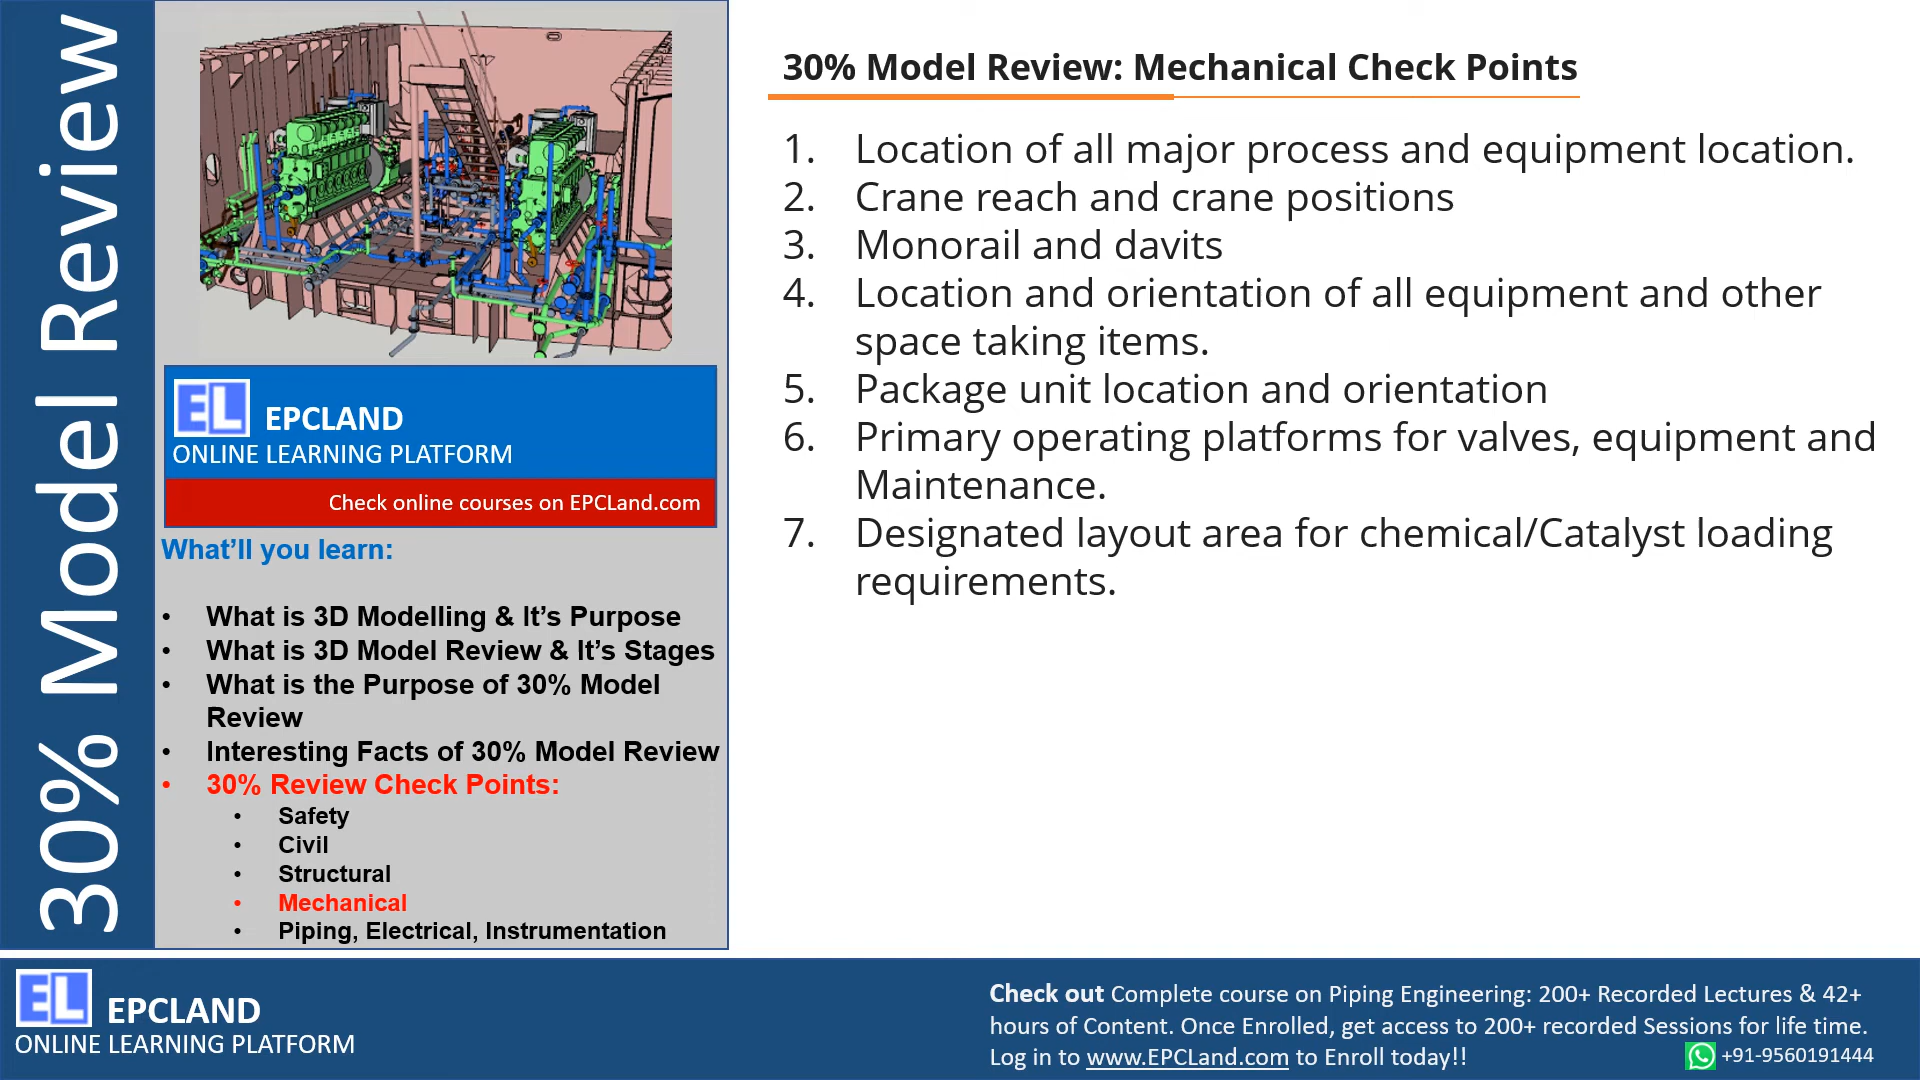 30% Model Review
EL EPCLAND
ONLINE LEARNING PLATFORM
Check online courses on EPCLand.com
What’ll you learn:
• What is 3D Modelling & It’s Purpose
• What is 3D Model Review & It’s Stages
• What is the Purpose of 30% Model
Review
• Interesting Facts of 30% Model Review
• 30% Review Check Points:
• Safety
• Civil
• Structural
• Mechanical
• Piping, Electrical, Instrumentation
30% Model Review: Mechanical Check Points
1. Location of all major process and equipment location.
2. Crane reach and crane positions
3. Monorail and davits
4. Location and orientation of all equipment and other
space taking items.
5. Package unit location and orientation
6. Primary operating platforms for valves, equipment and
Maintenance.
7. Designated layout area for chemical/Catalyst loading
requirements.
EL EPCLAND
ONLINE LEARNING PLATFORM
Check out Complete course on Piping Engineering: 200+ Recorded Lectures & 42+
hours of Content. Once Enrolled, get access to 200+ recorded Sessions for life time.
Log in to www.EPCLand.com to Enroll today!!
+91-9560191444